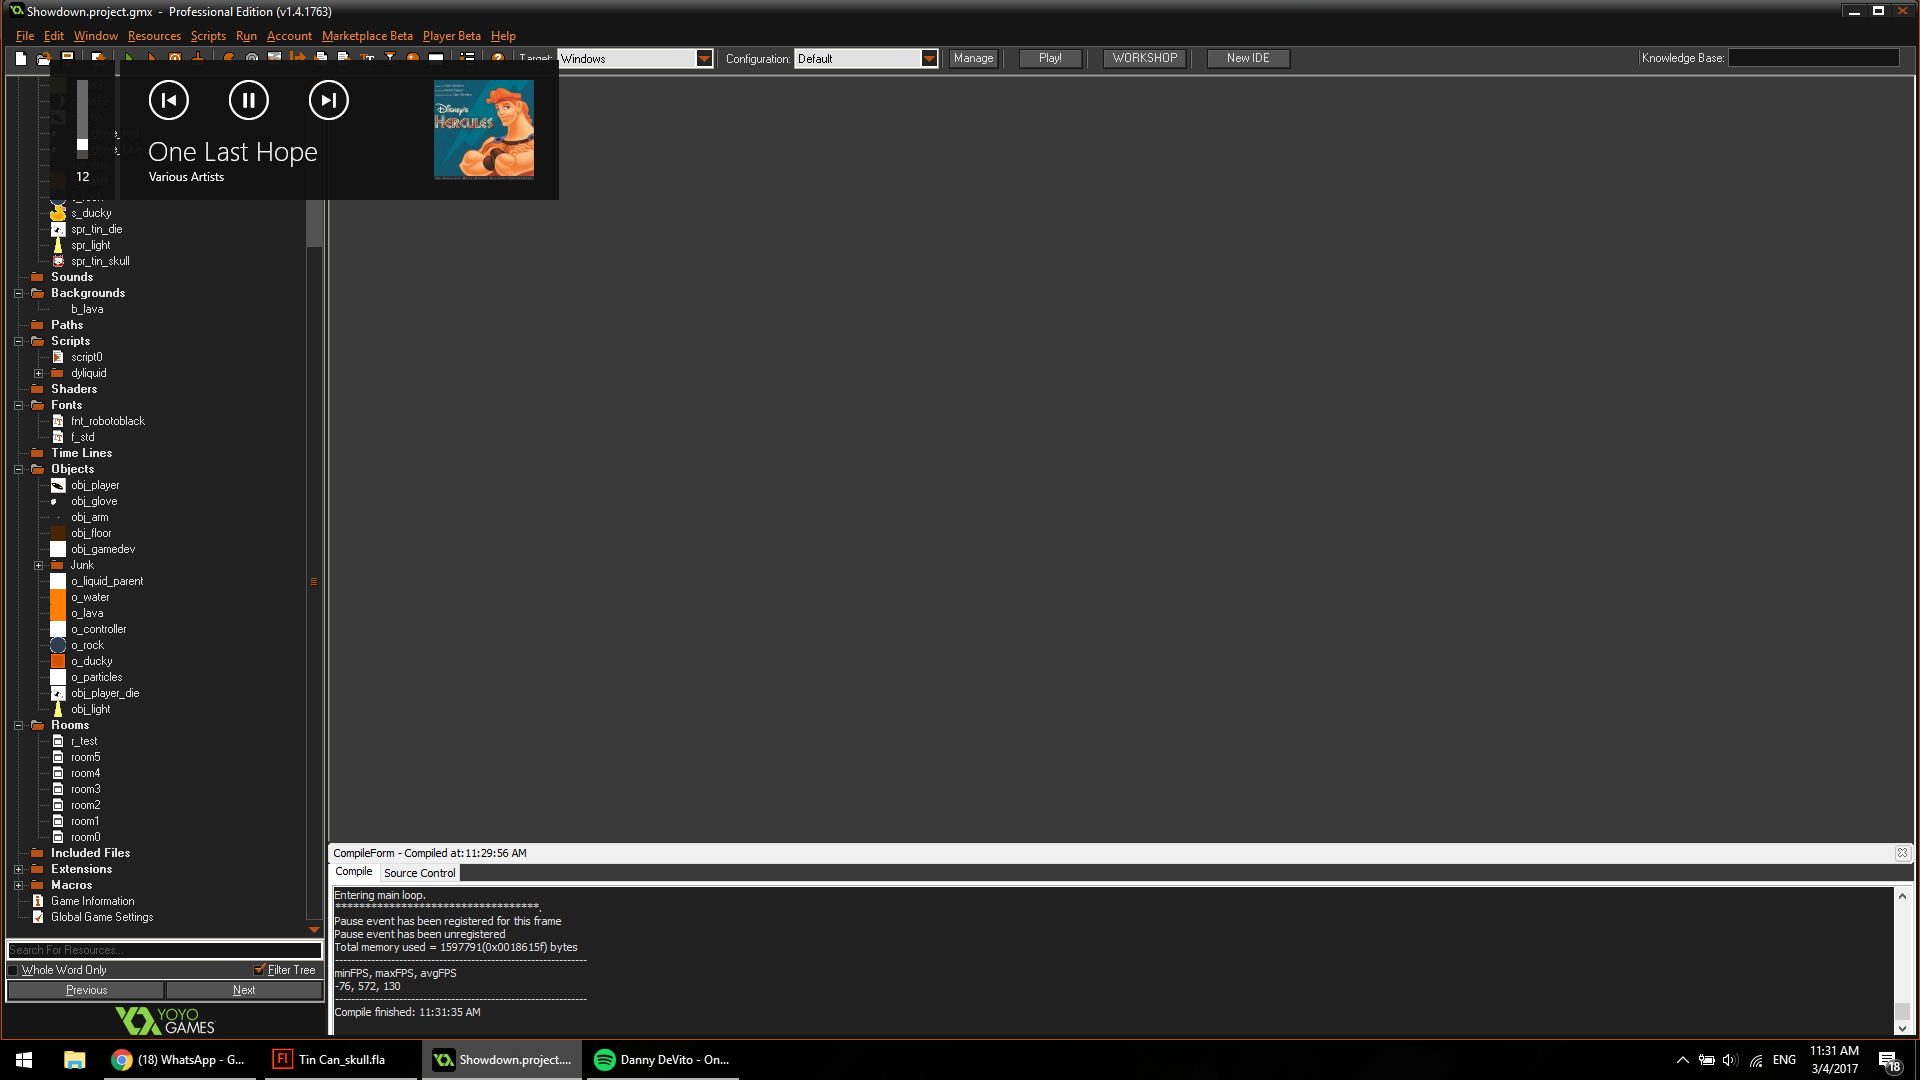 Showdown.project.gmx  -  Professional Edition (v1.4.1763)
File Edit Window Resources Scripts Run Account Marketplace Beta Player Beta Help
Target: Windows Configuration: Default Manage Play! WORKSHOP New IDE Knowledge Base:
One Last Hope
Various Artists
12
Disney's
HERCULES
s_ducky
spr_tin_die
spr_light
spr_tin_skull
Sounds
Backgrounds
b_lava
Paths
Scripts
script0
dyliquid
Shaders
Fonts
fnt_robotoblack
f_std
Time Lines
Objects
obj_player
obj_glove
obj_arm
obj_floor
obj_gamedev
Junk
o_liquid_parent
o_water
o_lava
o_controller
o_rock
o_ducky
o_particles
obj_player_die
obj_light
Rooms
r_test
room5
room4
room3
room2
room1
room0
Included Files
Extensions
Macros
Game Information
Global Game Settings
Search For Resources...
Whole Word Only Filter Tree
Previous Next
YOYO
GAMES
CompileForm - Compiled at:11:29:56 AM
Compile Source Control
Entering main loop.
***********************************.
Pause event has been registered for this frame
Pause event has been unregistered
Total memory used = 1597791(0x0018615f) bytes
minFPS, maxFPS, avgFPS
-76, 572, 130
Compile finished: 11:31:35 AM
(18) WhatsApp - G...
Tin Can_skull.fla
Showdown.project....
Danny DeVito - On...
ENG
11:31 AM
3/4/2017
18